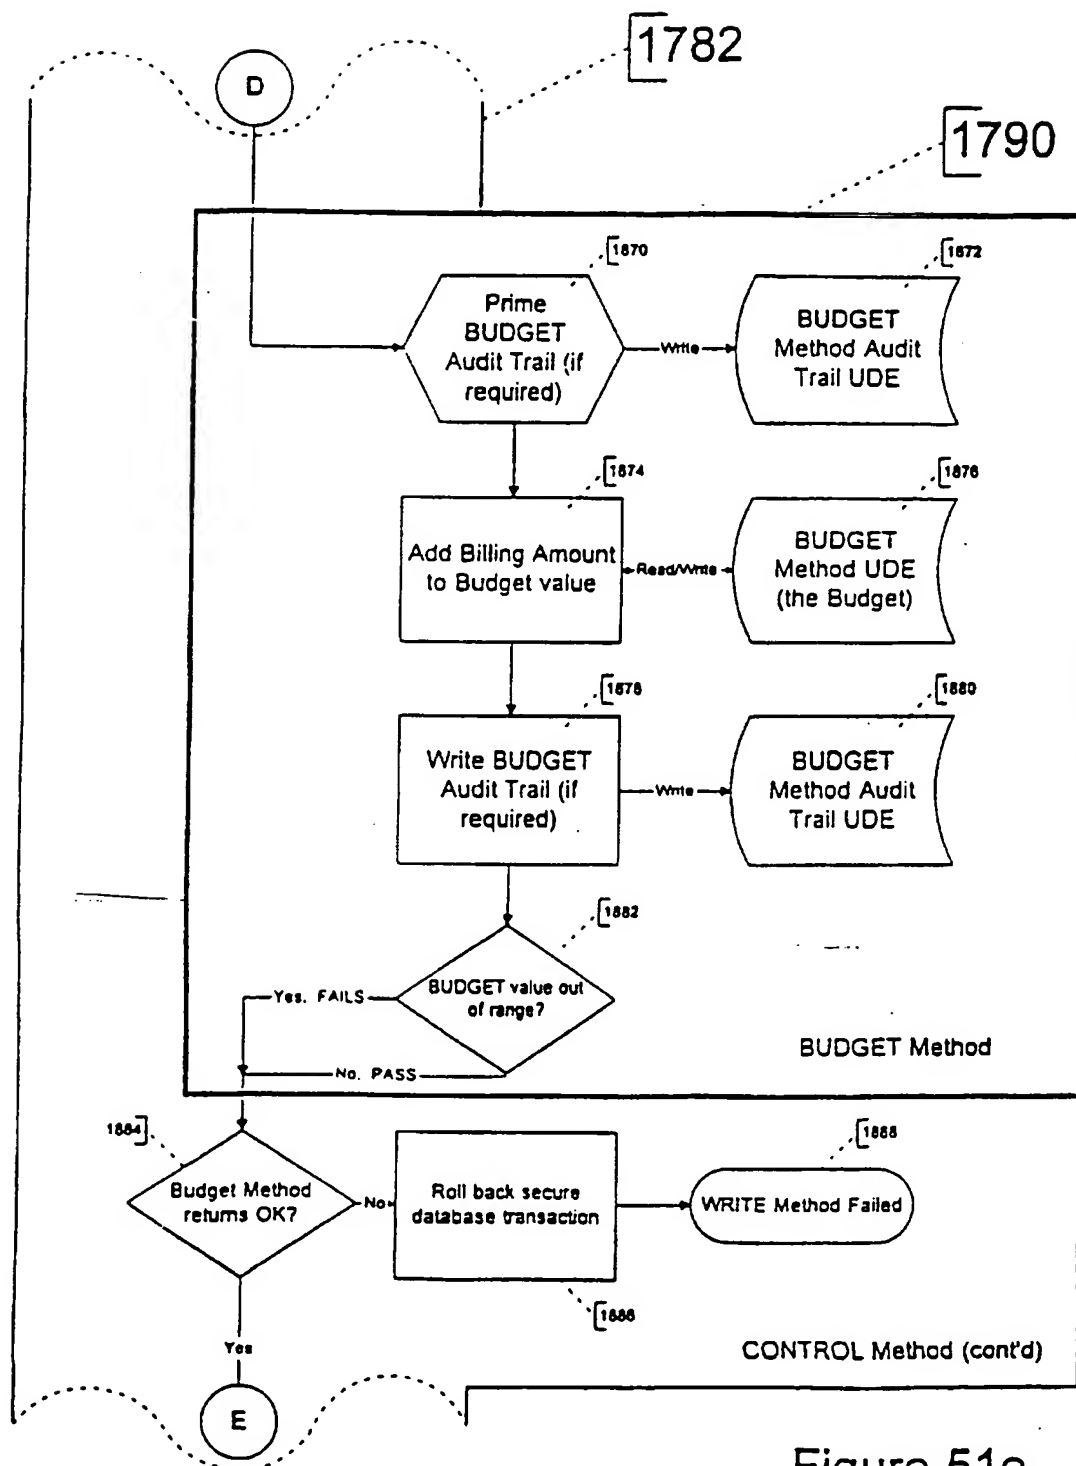 1782
D
1790
1870
1872
Prime
BUDGET
Audit Trail (if
required)
Write
BUDGET
Method Audit
Trail UDE
1874
1876
Add Billing Amount
to Budget value
Read/Write
BUDGET
Method UDE
(the Budget)
1878
1880
Write BUDGET
Audit Trail (if
required)
Write
BUDGET
Method Audit
Trail UDE
1882
BUDGET value out
of range?
Yes, FAILS
No, PASS
BUDGET Method
1884
Budget Method
returns OK?
No
Roll back secure
database transaction
1888
WRITE Method Failed
1886
Yes
CONTROL Method (cont'd)
E